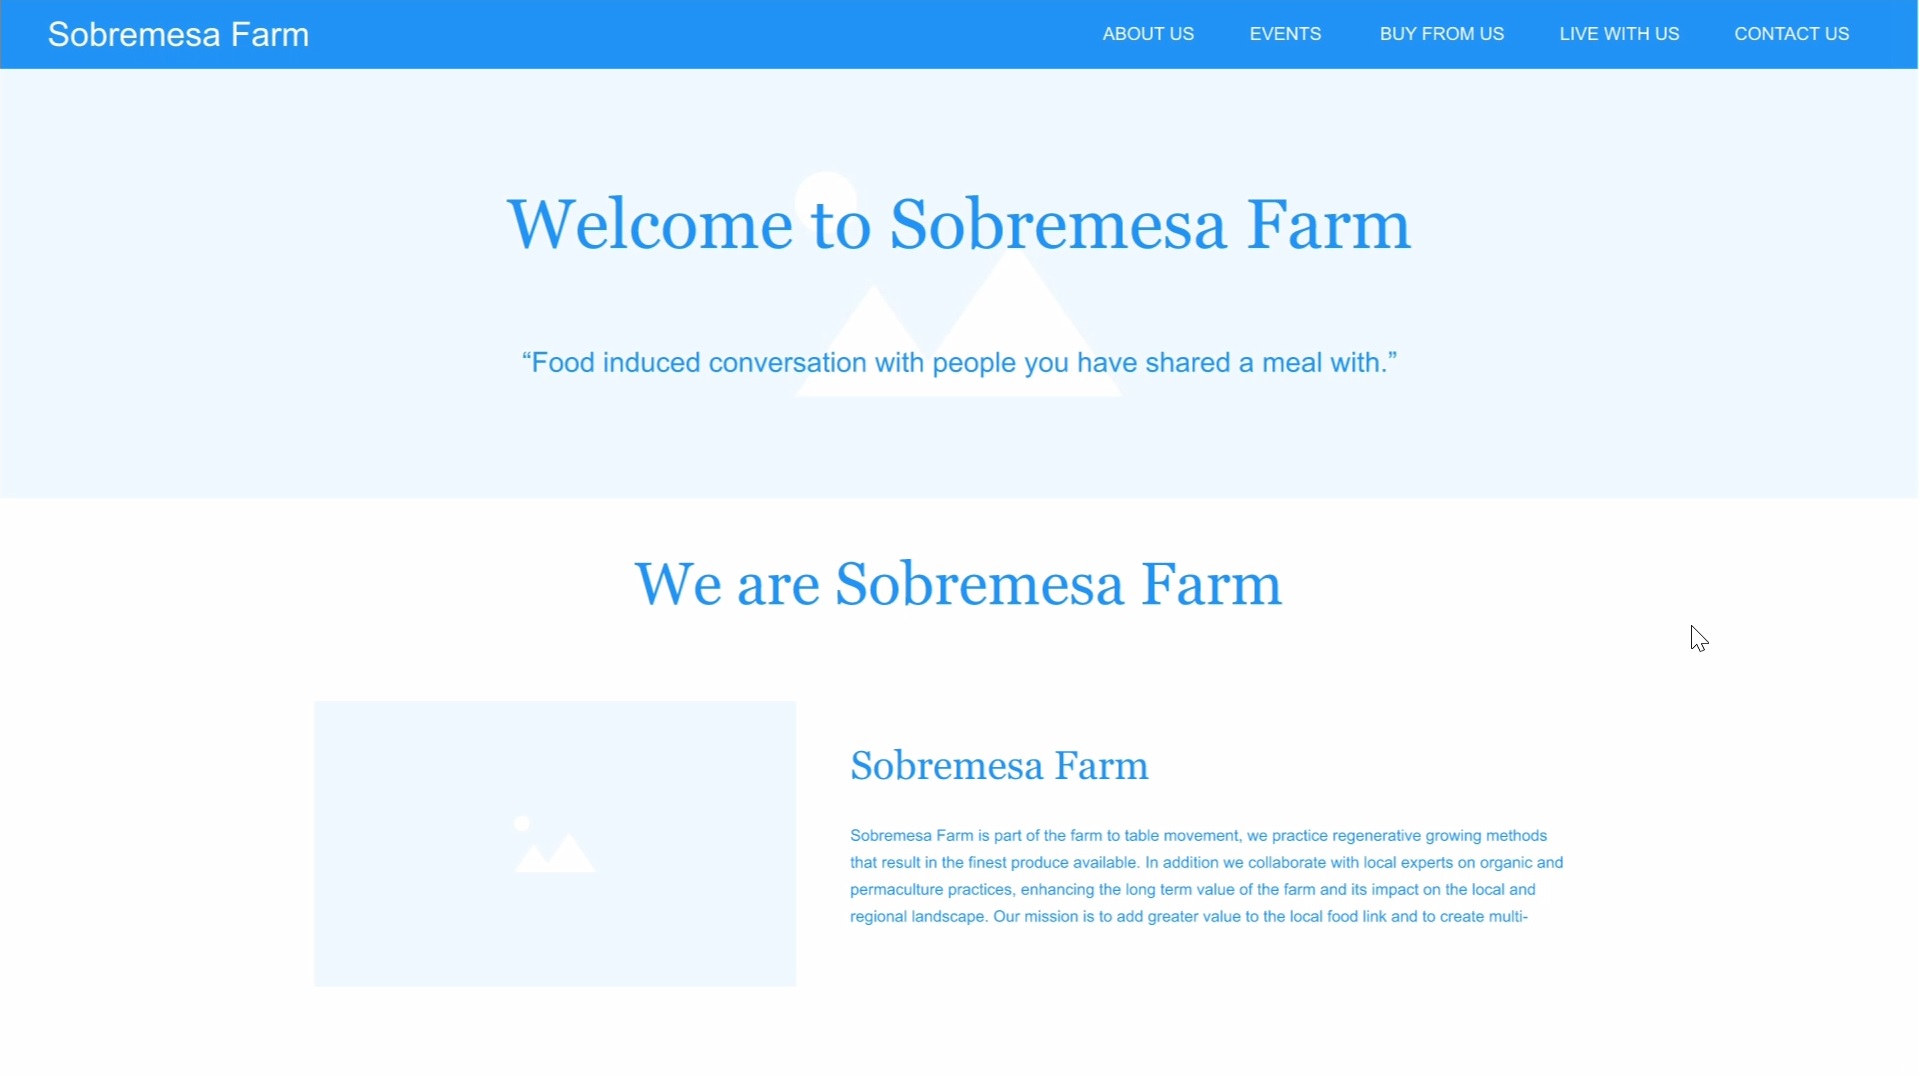 Sobremesa Farm
ABOUT US
EVENTS
BUY FROM US
LIVE WITH US
CONTACT US
Welcome to Sobremesa Farm
“Food induced conversation with people you have shared a meal with.”
We are Sobremesa Farm
Sobremesa Farm
Sobremesa Farm is part of the farm to table movement, we practice regenerative growing methods
that result in the finest produce available. In addition we collaborate with local experts on organic and
permaculture practices, enhancing the long term value of the farm and its impact on the local and
regional landscape. Our mission is to add greater value to the local food link and to create multi-